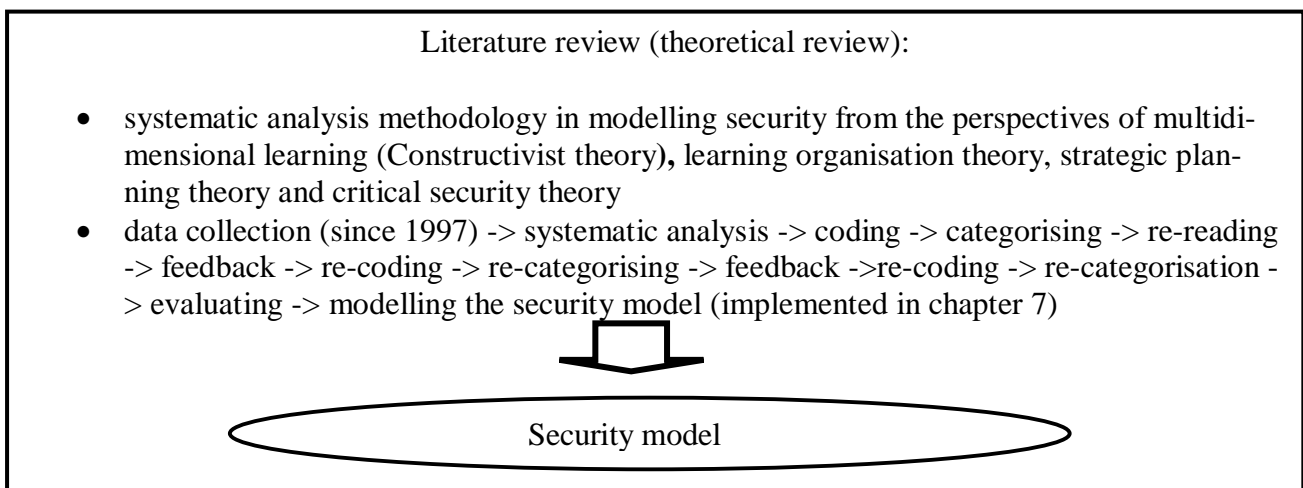 Literature review (theoretical review):
• systematic analysis methodology in modelling security from the perspectives of multidi-
mensional learning (Constructivist theory), learning organisation theory, strategic plan-
ning theory and critical security theory
• data collection (since 1997) -> systematic analysis -> coding -> categorising -> re-reading
-> feedback -> re-coding -> re-categorising -> feedback ->re-coding -> re-categorisation -
> evaluating -> modelling the security model (implemented in chapter 7)
Security model